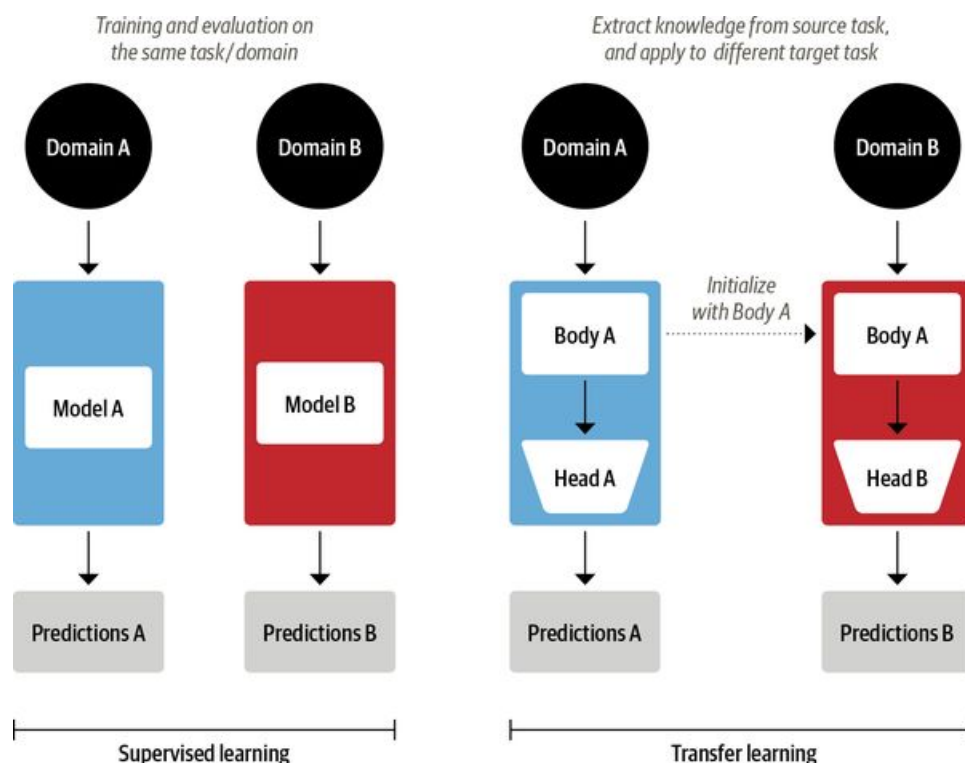 Training and evaluation on
the same task/domain
Extract knowledge from source task,
and apply to different target task
Domain A
Domain B
Domain A
Domain B
Initialize
with Body A
Body A
Body A
Model A
Model B
Head A
Head B
Predictions A
Predictions B
Predictions A
Predictions B
Supervised learning
Transfer learning